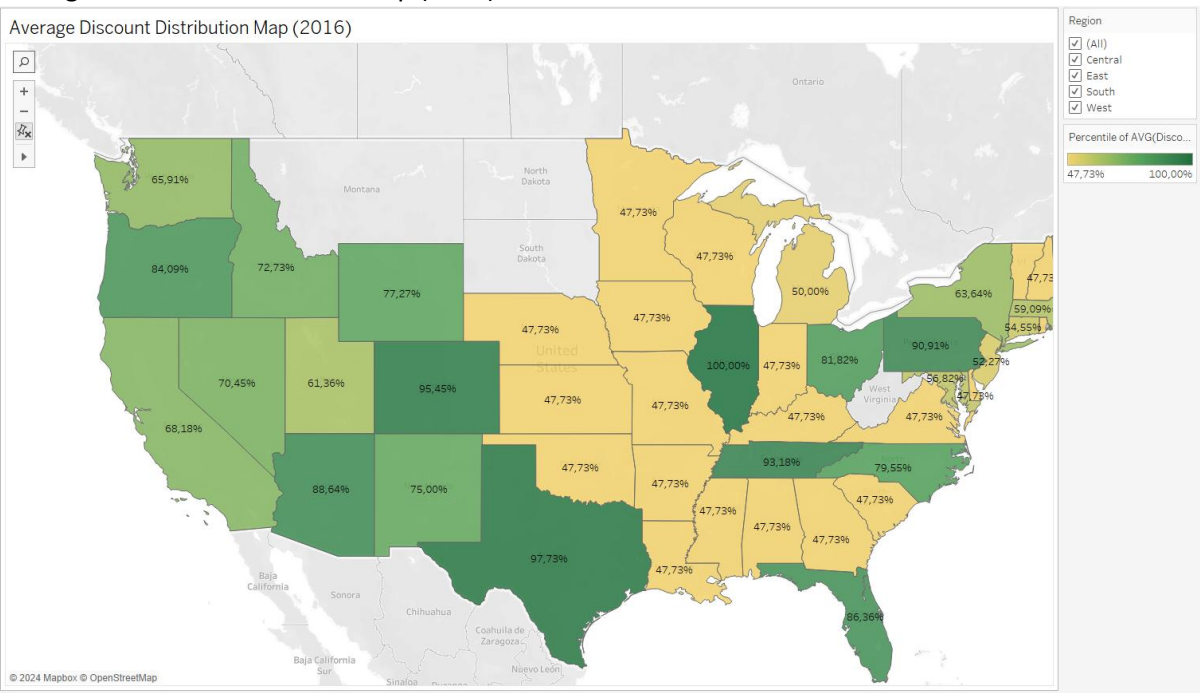 Average Discount Distribution Map (2016)
Region
(All)
Central
East
South
West
Percentile of AVG(Disco...
47,73% 100,00%
Ontario
Montana
North
Dakota
South
Dakota
65,91%
47,73%
84,09%
72,73%
77,27%
47,73%
50,00%
63,64%
47,73
59,09%
54,55%
47,73%
United
States
47,73%
70,45%
61,36%
95,45%
100,00%
47,73%
81,82%
90,91%
52,27%
56,82%
West
Virginia
47,73%
68,18%
47,73%
47,73%
47,73%
47,73%
88,64%
75,00%
47,73%
93,18%
79,55%
47,73%
47,73%
47,73%
47,73%
47,73%
97,73%
47,73%
86,36%
Baja
California
Sonora
Chihuahua
Coahuila de
Zaragoza
Baja California
Sur
Sinaloa
Durango
Nuevo León
© 2024 Mapbox © OpenStreetMap